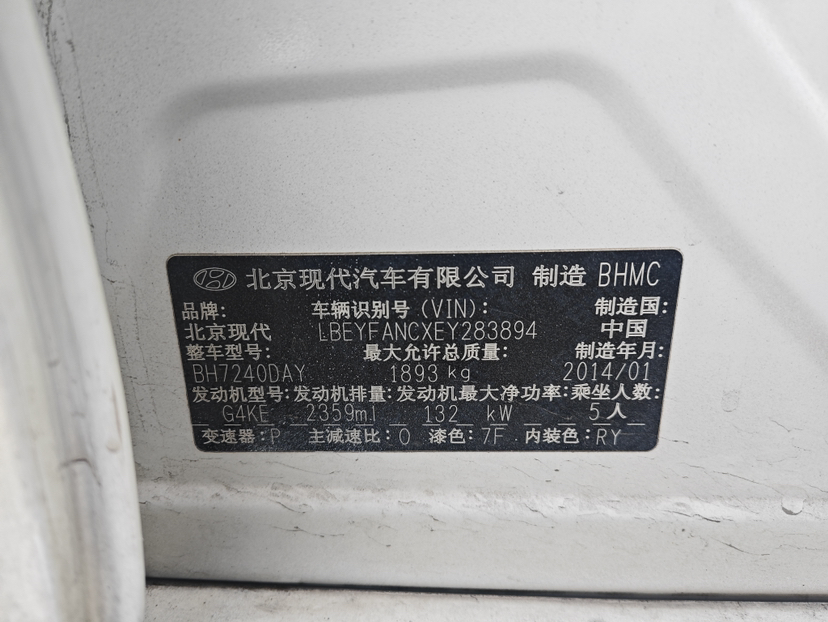 北京现代汽车有限公司 制造 BHMC
品牌: 车辆识别号(VIN): 制造国:
北京现代 LBEYFANCXEY283894 中国
整车型号: 最大允许总质量: 制造年月:
BH7240DAY 1893 kg 2014/01
发动机型号: 发动机排量: 发动机最大净功率: 乘坐人数:
G4KE 2359ml 132 kW 5人
变速器:P 主减速比:O 漆色:7F 内装色:RY